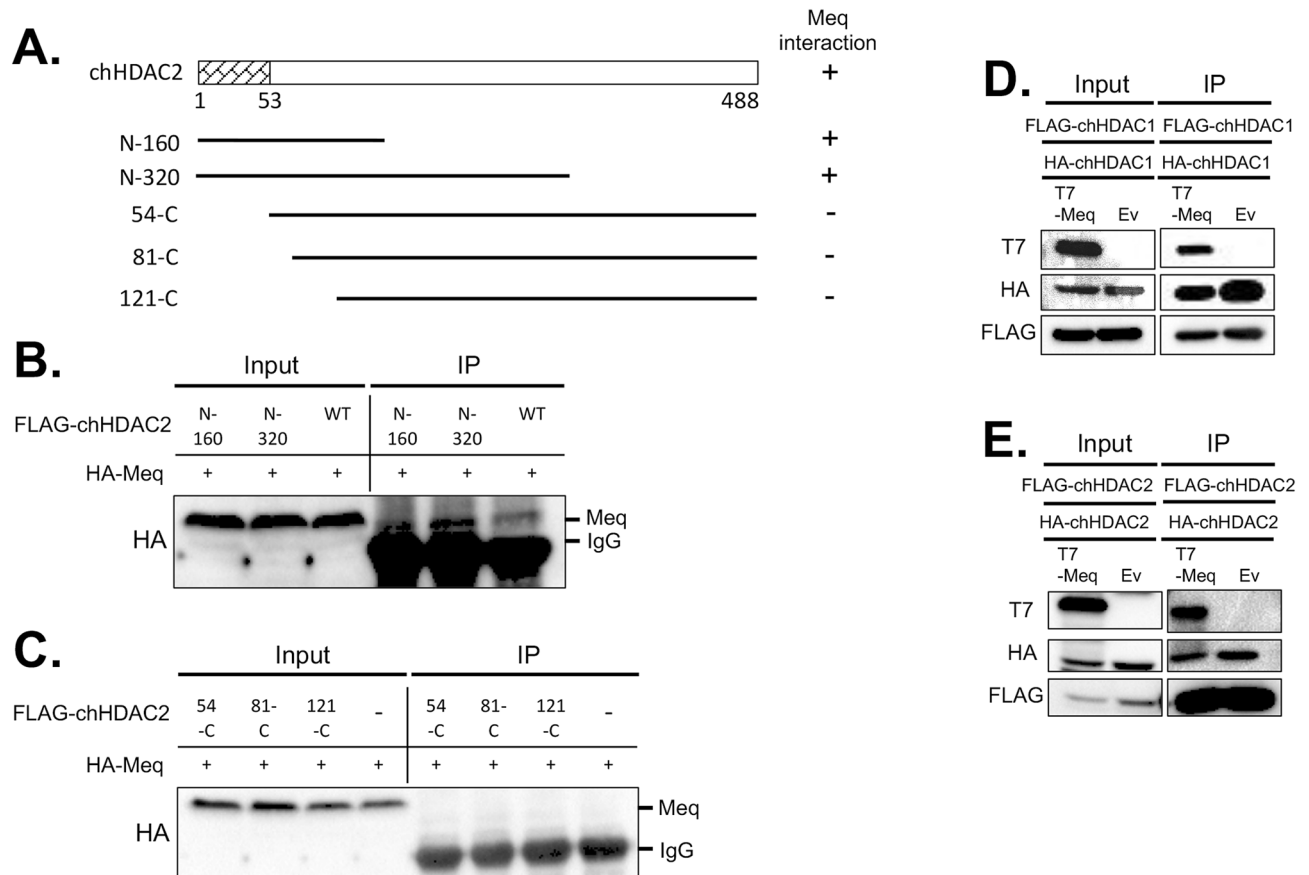 A.
Meq
interaction
chHDAC2
+
1 53 488
N-160 +
N-320 +
54-C -
81-C -
121-C -
B.
Input IP
FLAG-chHDAC2
N-160 N-320 WT N-160 N-320 WT
HA-Meq + + + + + +
HA
Meq
IgG
C.
Input IP
FLAG-chHDAC2
54-C 81-C 121-C - 54-C 81-C 121-C -
HA-Meq + + + + + + + +
HA
Meq
IgG
D.
Input IP
FLAG-chHDAC1 FLAG-chHDAC1
HA-chHDAC1 HA-chHDAC1
T7 T7
-Meq Ev -Meq Ev
T7
HA
FLAG
E.
Input IP
FLAG-chHDAC2 FLAG-chHDAC2
HA-chHDAC2 HA-chHDAC2
T7 T7
-Meq Ev -Meq Ev
T7
HA
FLAG